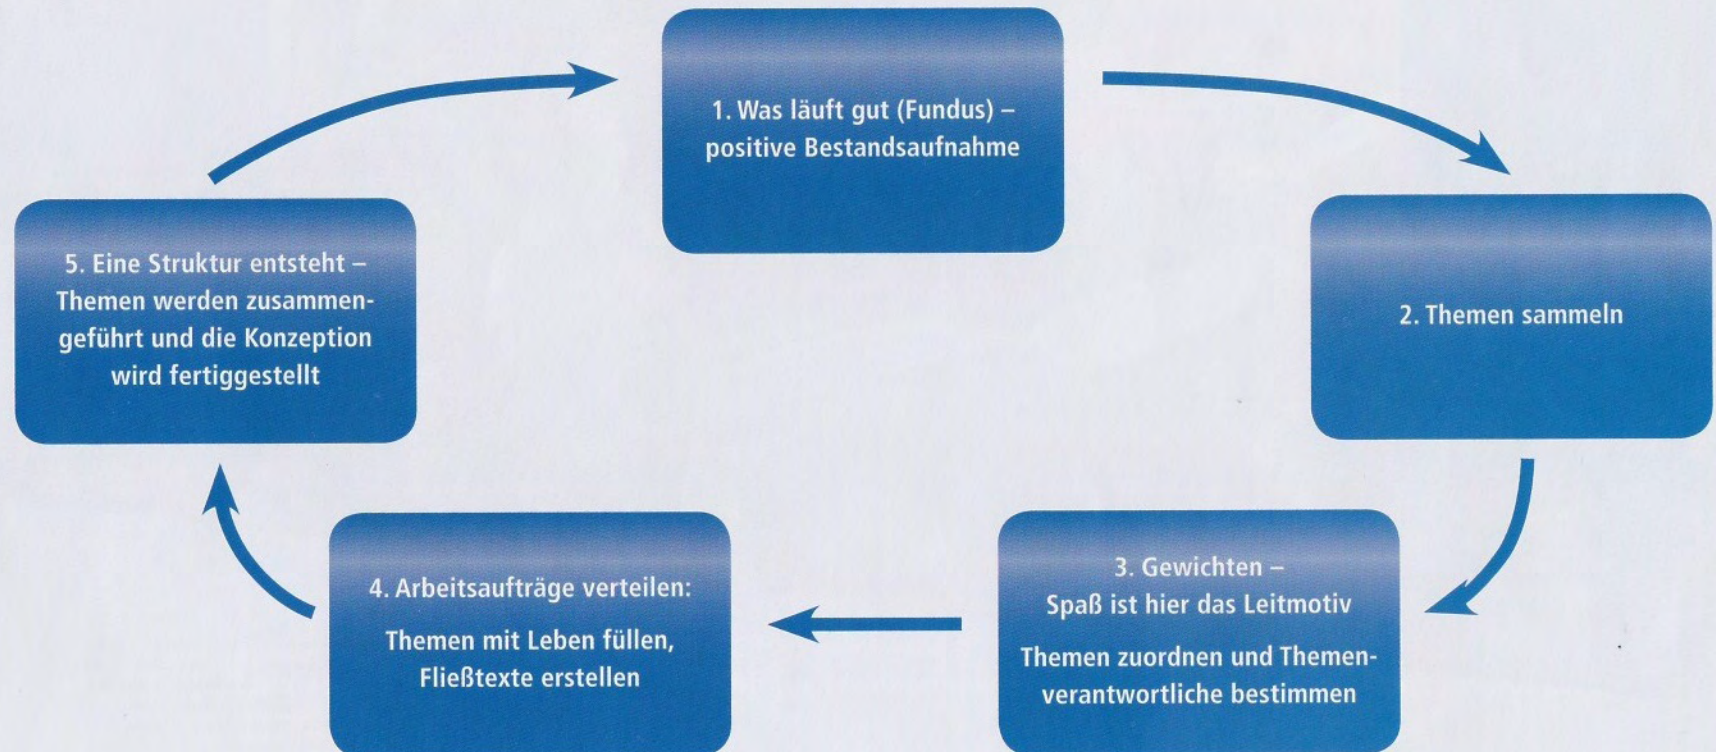 1. Was läuft gut (Fundus) –
positive Bestandsaufnahme
2. Themen sammeln
3. Gewichten –
Spaß ist hier das Leitmotiv
Themen zuordnen und Themen-
verantwortliche bestimmen
4. Arbeitsaufträge verteilen:
Themen mit Leben füllen,
Fließtexte erstellen
5. Eine Struktur entsteht –
Themen werden zusammen-
geführt und die Konzeption
wird fertiggestellt